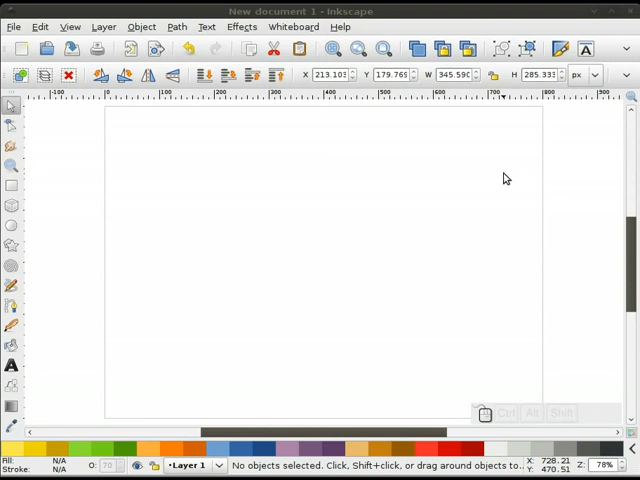 New document 1 - Inkscape
File Edit View Layer Object Path Text Effects Whiteboard Help
X 213.103 Y 179.769 W 345.590 H 285.333 px
-100 0 100 200 300 400 500 600 700 800 900
Ctrl Alt Shift
Fill: N/A O: 70 •Layer 1 No objects selected. Click, Shift+click, or drag around objects to... X: 728.21 Z: 78%
Stroke: N/A Y: 470.51